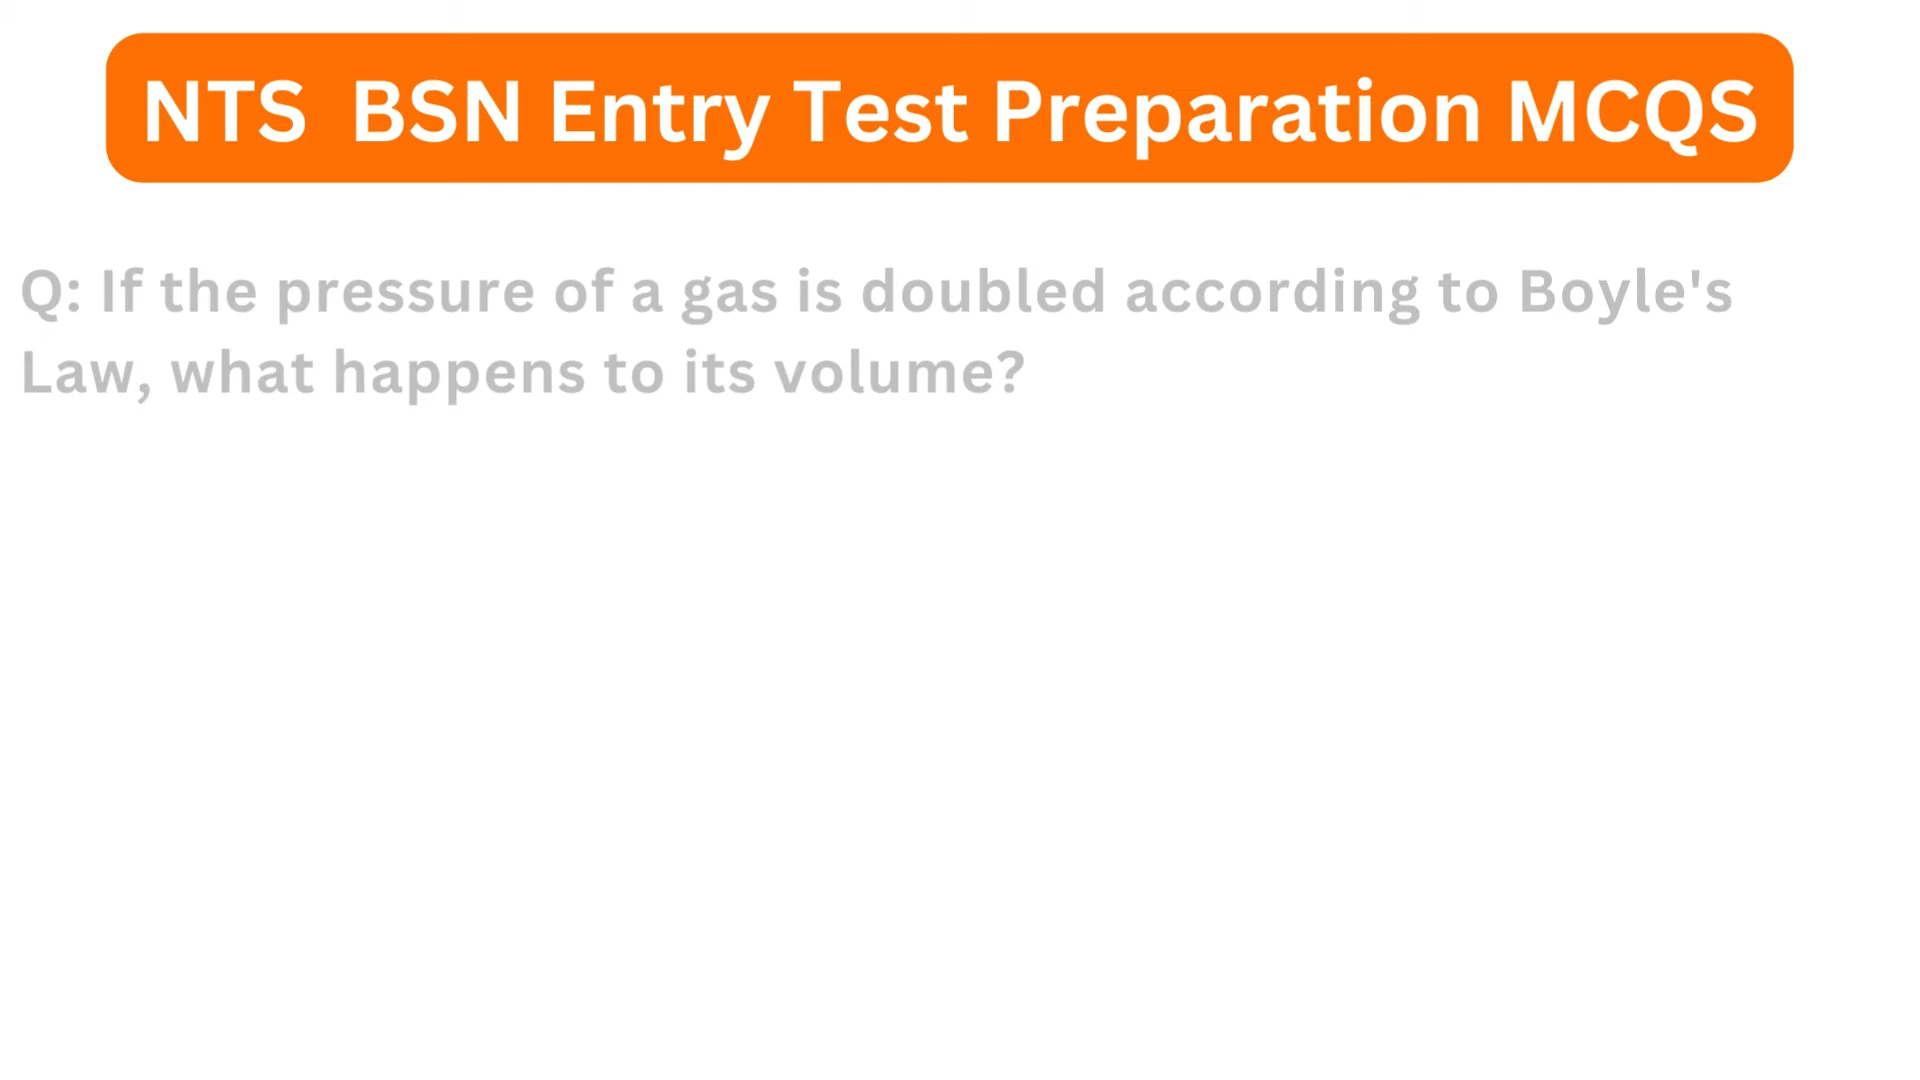 NTS  BSN Entry Test Preparation MCQS
Q: If the pressure of a gas is doubled according to Boyle's
Law, what happens to its volume?